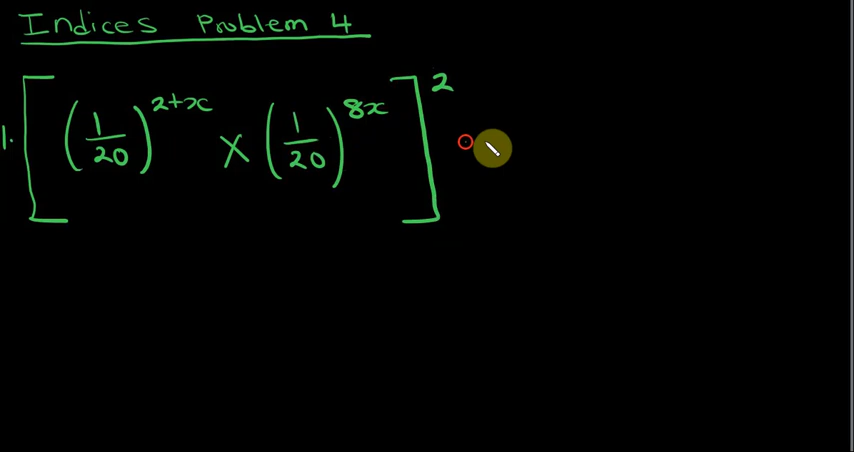 Indices Problem 4
1. [(1/20)^(2+x) × (1/20)^(8x)]^2